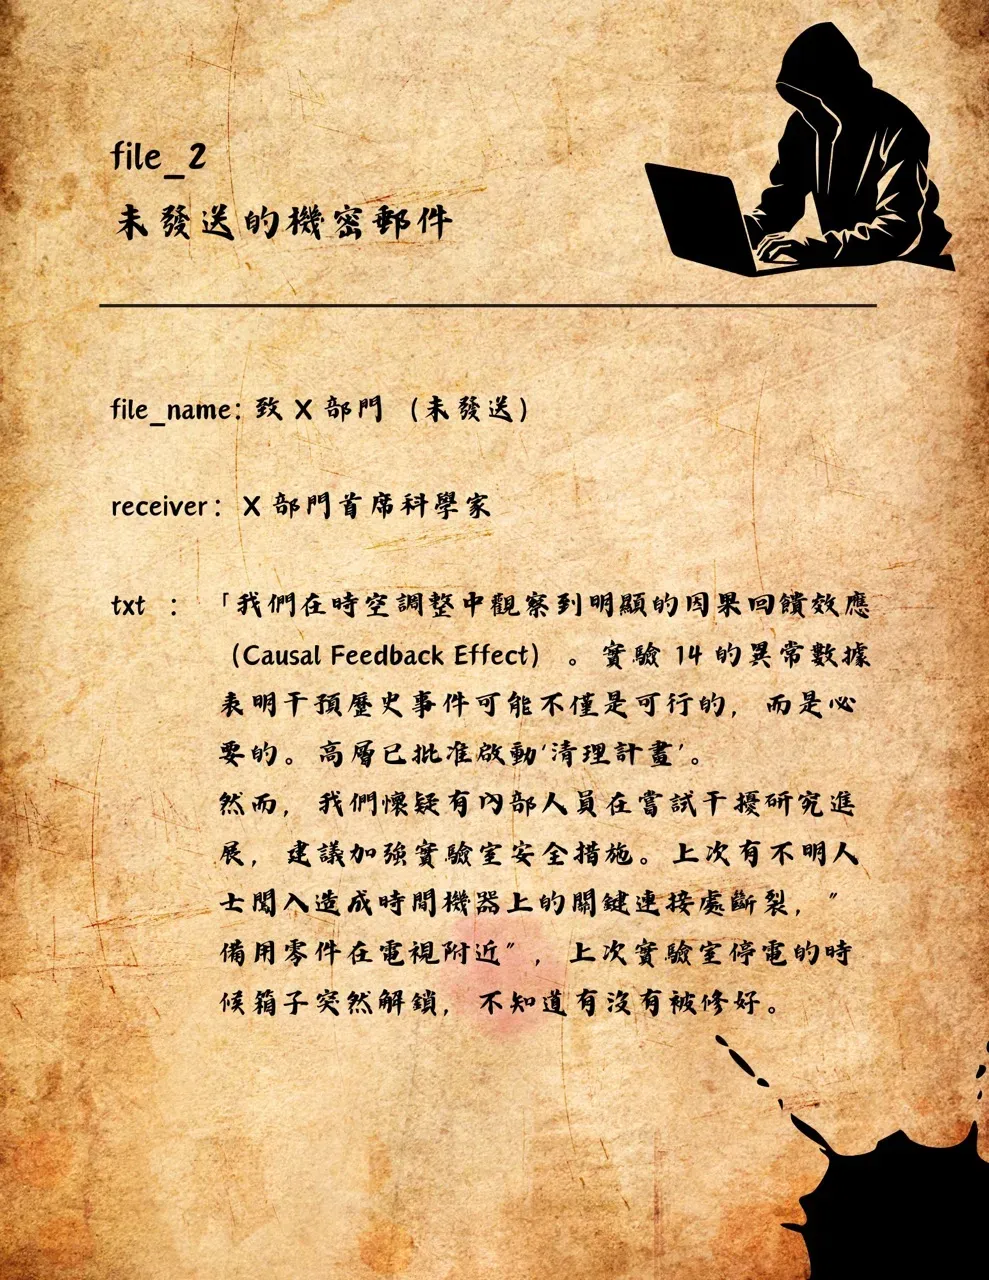 file_2
未發送的機密郵件
file_name: 致 X 部門 （未發送）
receiver： X 部門首席科學家
txt ： 「我們在時空調整中觀察到明顯的因果回饋效應
（Causal Feedback Effect） 。實驗 14 的異常數據
表明干預歷史事件可能不僅是可行的，而是必
要的。高層已批准啟動‘清理計畫’。
然而，我們懷疑有內部人員在嘗試干擾研究進
展，建議加強實驗室安全措施。上次有不明人
士闖入造成時間機器上的關鍵連接處斷裂，”
備用零件在電視附近”，上次實驗室停電的時
候箱子突然解鎖，不知道有沒有被修好。